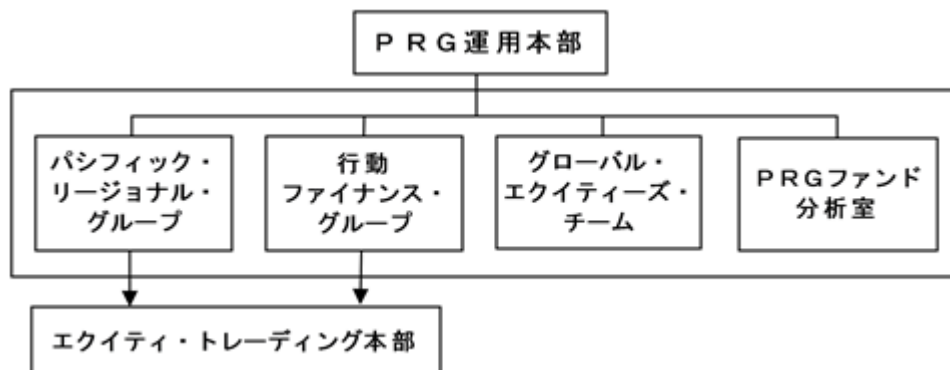 ＰＲＧ運用本部
パシフィック・
リージョナル・
グループ
行動
ファイナンス・
グループ
グローバル・
エクイティーズ・
チーム
ＰＲＧファンド
分析室
エクイティ・トレーディング本部